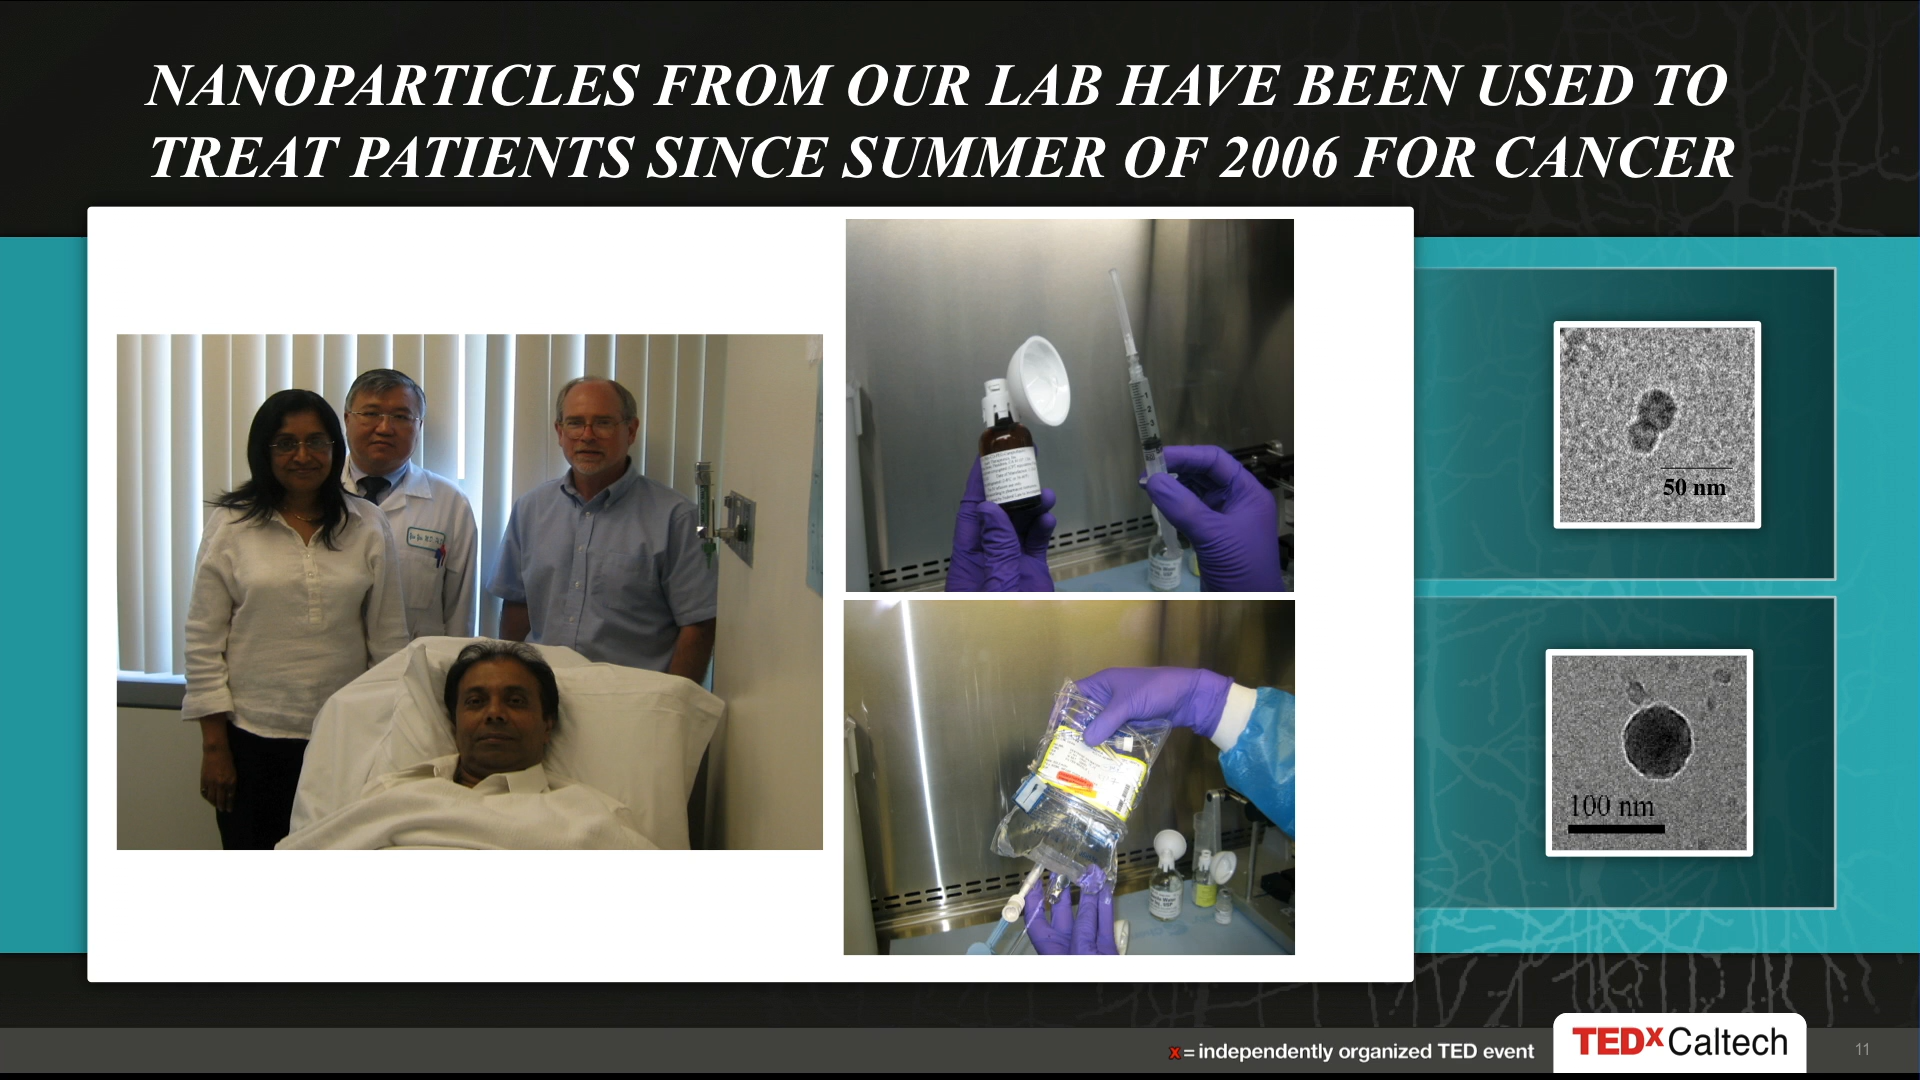 NANOPARTICLES FROM OUR LAB HAVE BEEN USED TO
TREAT PATIENTS SINCE SUMMER OF 2006 FOR CANCER
50 nm
100 nm
x = independently organized TED event
TEDxCaltech
11